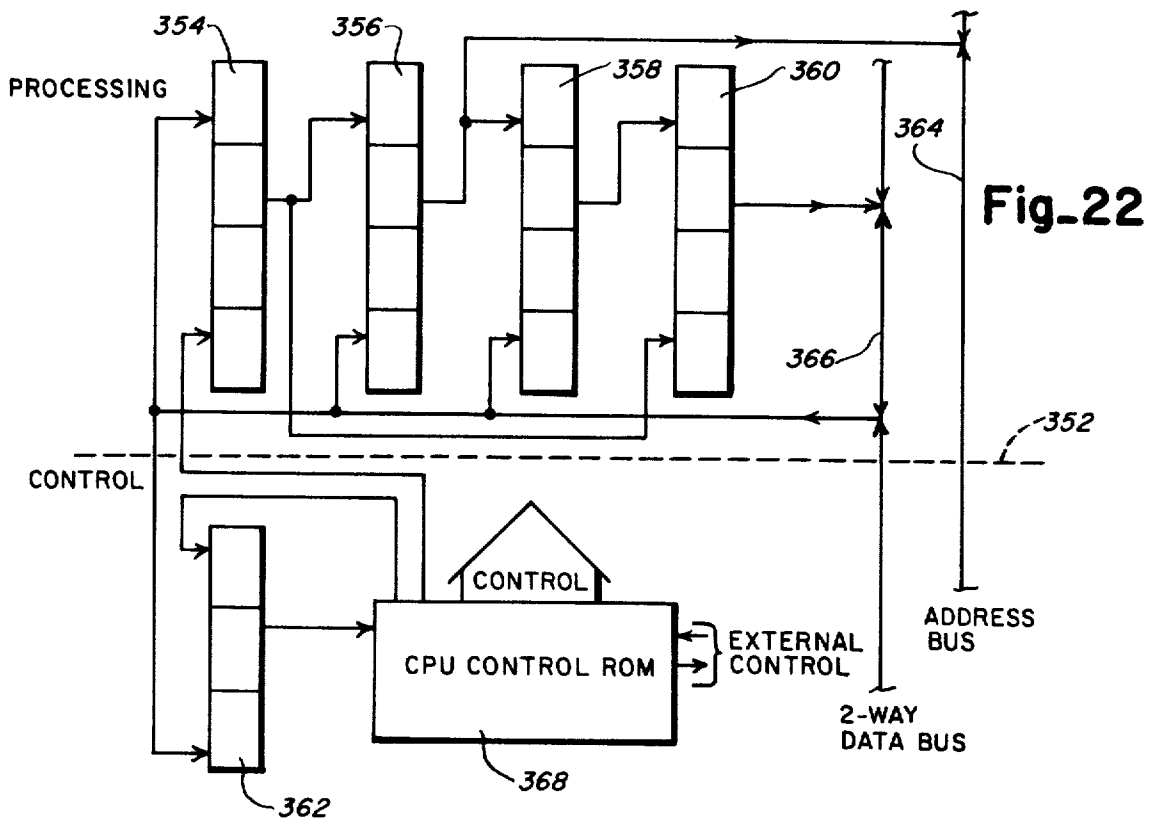 354
356
358
360
PROCESSING
364
Fig_22
366
352
CONTROL
CONTROL
CPU CONTROL ROM
EXTERNAL
CONTROL
ADDRESS
BUS
2-WAY
DATA BUS
362
368